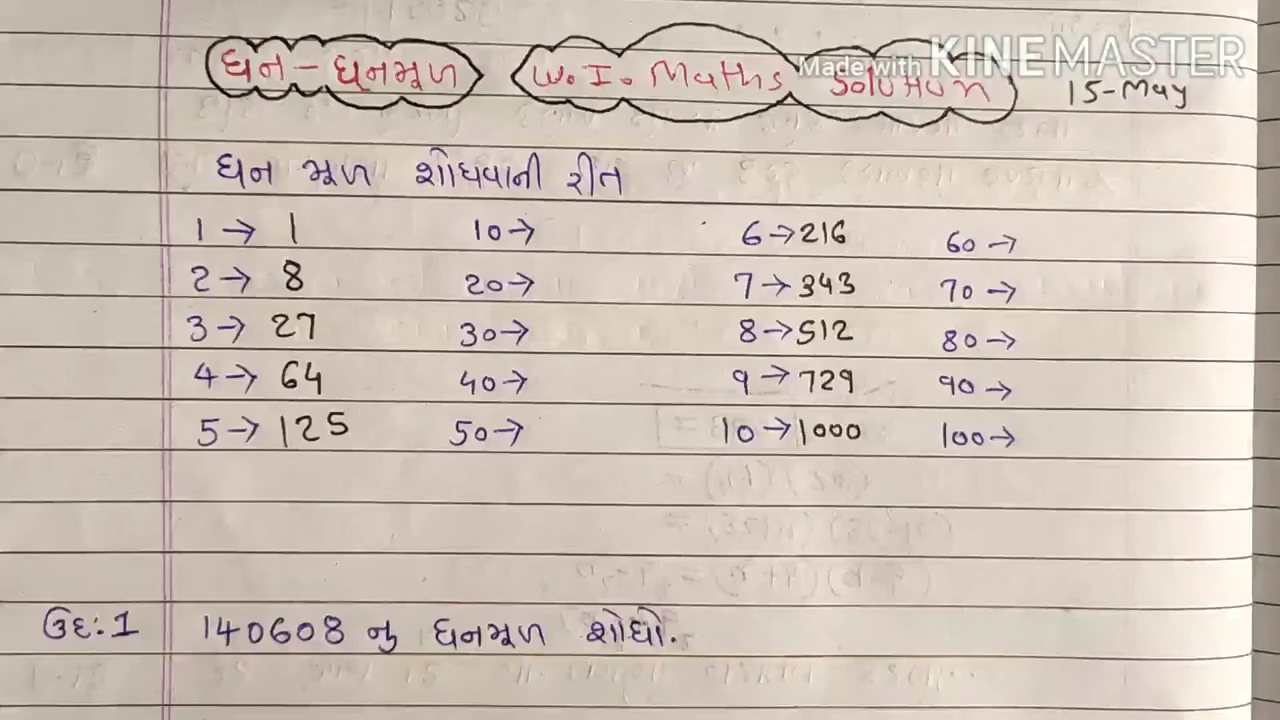 ઘન - ઘનમૂળ W. I. Maths Solution 15-May
Made with KINEMASTER
ઘન મૂળ શોધવાની રીત
1 → 1 10 → 6 → 216 60 →
2 → 8 20 → 7 → 343 70 →
3 → 27 30 → 8 → 512 80 →
4 → 64 40 → 9 → 729 90 →
5 → 125 50 → 10 → 1000 100 →
ઉદ: 1 140608 નુ ઘનમૂળ શોધો.